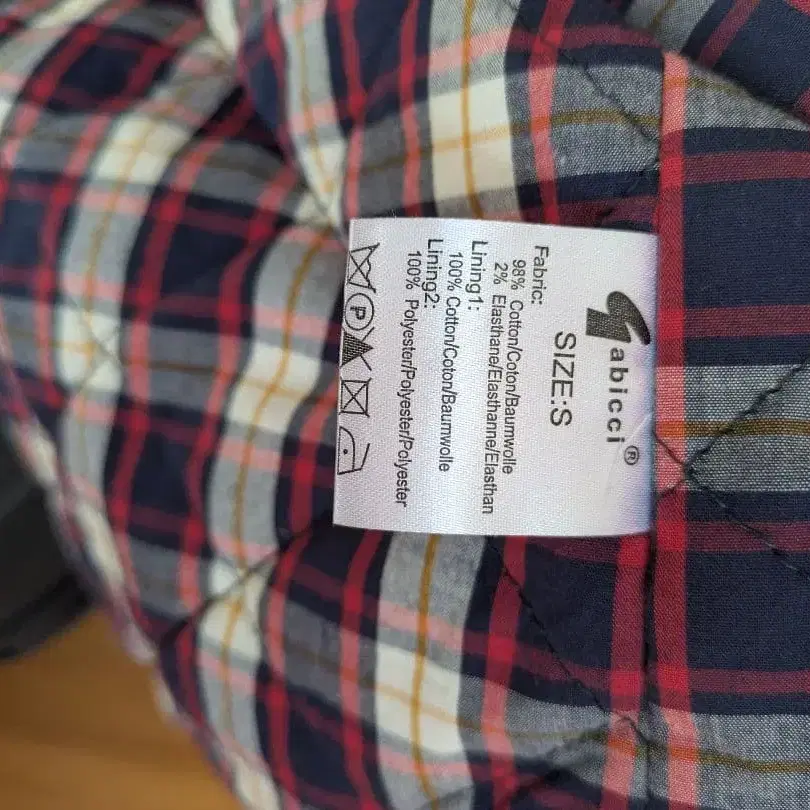 Gabicci®
SIZE:S
Fabric:
98% Cotton/Coton/Baumwolle
2% Elasthane/Elasthanne/Elasthan
Lining1:
100% Cotton/Coton/Baumwolle
Lining2:
100% Polyester/Polyester/Polyester
P